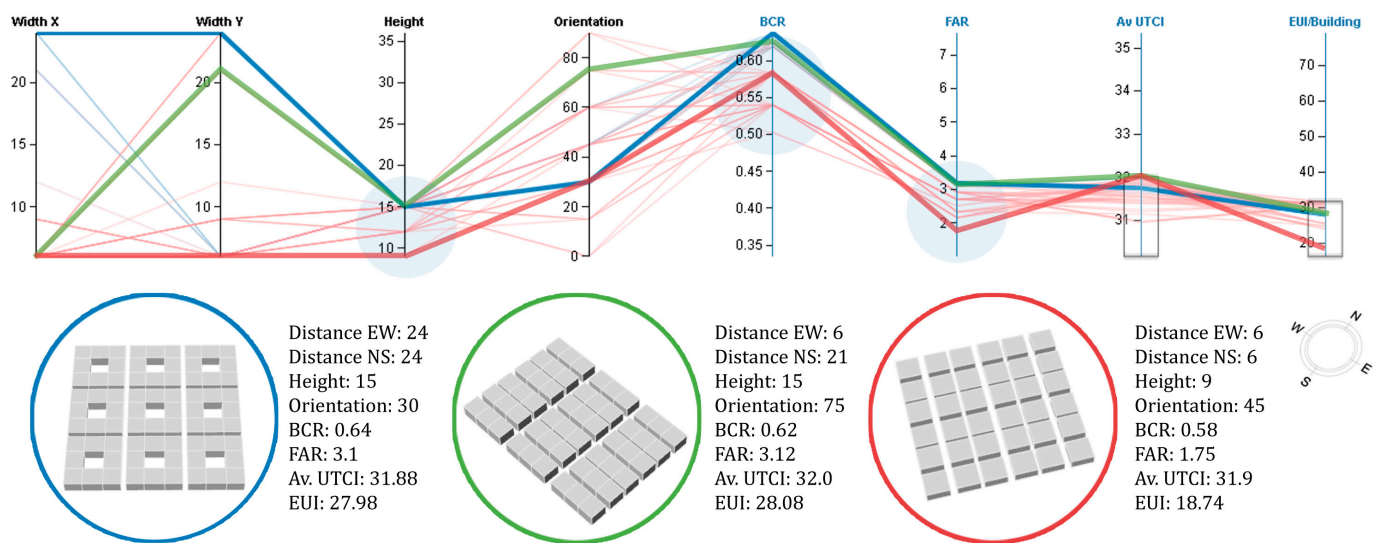 Width X
Width Y
Height
Orientation
BCR
FAR
Av UTCI
EUI/Building
20
15
10
20
15
10
35
30
25
20
15
10
80
60
40
20
0
0.60
0.55
0.50
0.45
0.40
0.35
7
6
5
4
3
2
35
34
33
32
31
70
60
50
40
30
20
Distance EW: 24
Distance NS: 24
Height: 15
Orientation: 30
BCR: 0.64
FAR: 3.1
Av. UTCI: 31.88
EUI: 27.98
Distance EW: 6
Distance NS: 21
Height: 15
Orientation: 75
BCR: 0.62
FAR: 3.12
Av. UTCI: 32.0
EUI: 28.08
Distance EW: 6
Distance NS: 6
Height: 9
Orientation: 45
BCR: 0.58
FAR: 1.75
Av. UTCI: 31.9
EUI: 18.74
N
W
E
S